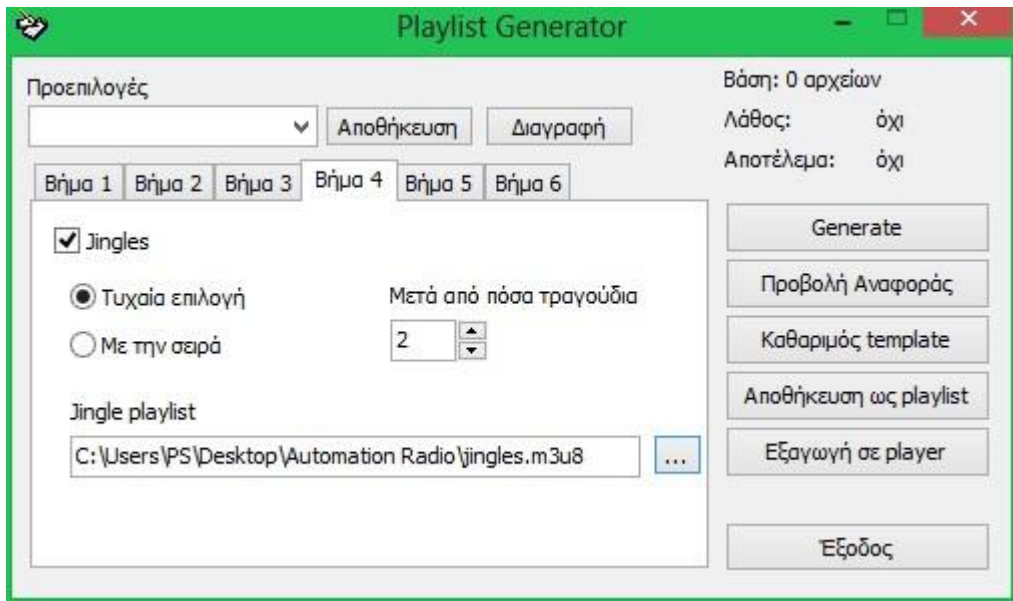 Playlist Generator
Προεπιλογές
Αποθήκευση Διαγραφή
Βήμα 1 Βήμα 2 Βήμα 3 Βήμα 4 Βήμα 5 Βήμα 6
Jingles
Τυχαία επιλογή
Με την σειρά
Μετά από πόσα τραγούδια
2
Jingle playlist
C:\Users\PS\Desktop\Automation Radio\jingles.m3u8
...
Βάση: 0 αρχείων
Λάθος: όχι
Αποτέλεμα: όχι
Generate
Προβολή Αναφοράς
Καθαριμός template
Αποθήκευση ως playlist
Εξαγωγή σε player
Έξοδος